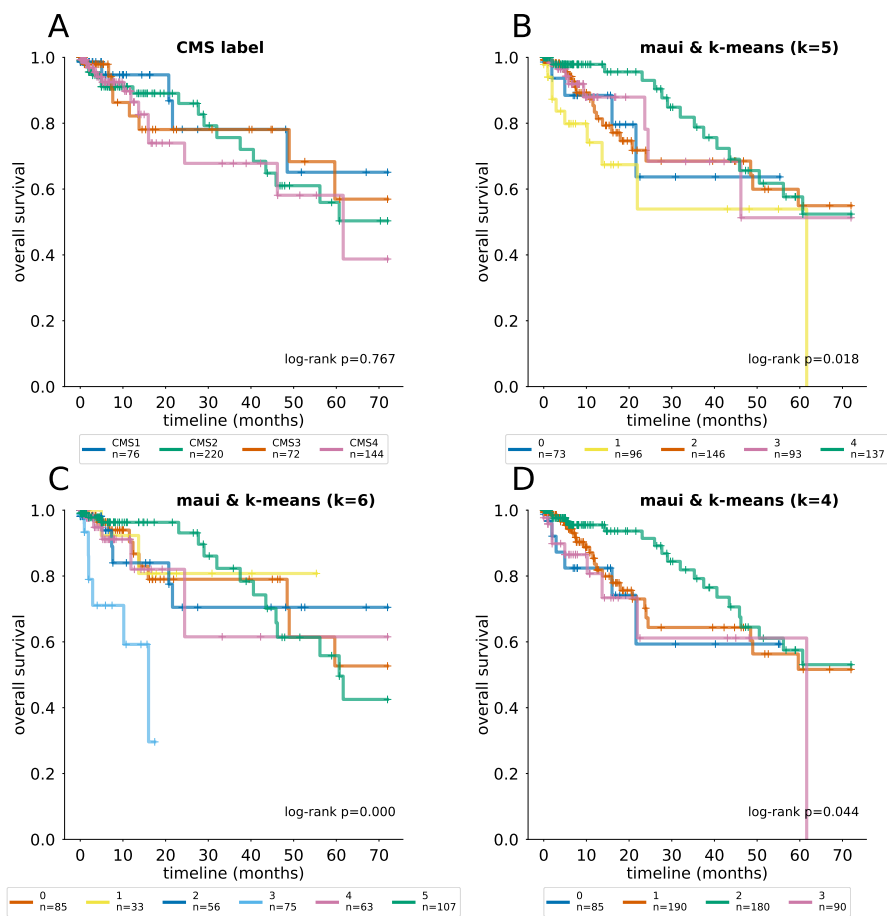 A
CMS label
1.0
0.8
0.6
0.4
0.2
0.0
overall survival
log-rank p=0.767
0 10 20 30 40 50 60 70
timeline (months)
CMS1 CMS2 CMS3 CMS4
n=76 n=220 n=72 n=144
B
maui & k-means (k=5)
1.0
0.8
0.6
0.4
0.2
0.0
overall survival
log-rank p=0.018
0 10 20 30 40 50 60 70
timeline (months)
0 1 2 3 4
n=73 n=96 n=146 n=93 n=137
C
maui & k-means (k=6)
1.0
0.8
0.6
0.4
0.2
0.0
overall survival
log-rank p=0.000
0 10 20 30 40 50 60 70
timeline (months)
0 1 2 3 4 5
n=85 n=33 n=56 n=75 n=63 n=107
D
maui & k-means (k=4)
1.0
0.8
0.6
0.4
0.2
0.0
overall survival
log-rank p=0.044
0 10 20 30 40 50 60 70
timeline (months)
0 1 2 3
n=85 n=190 n=180 n=90